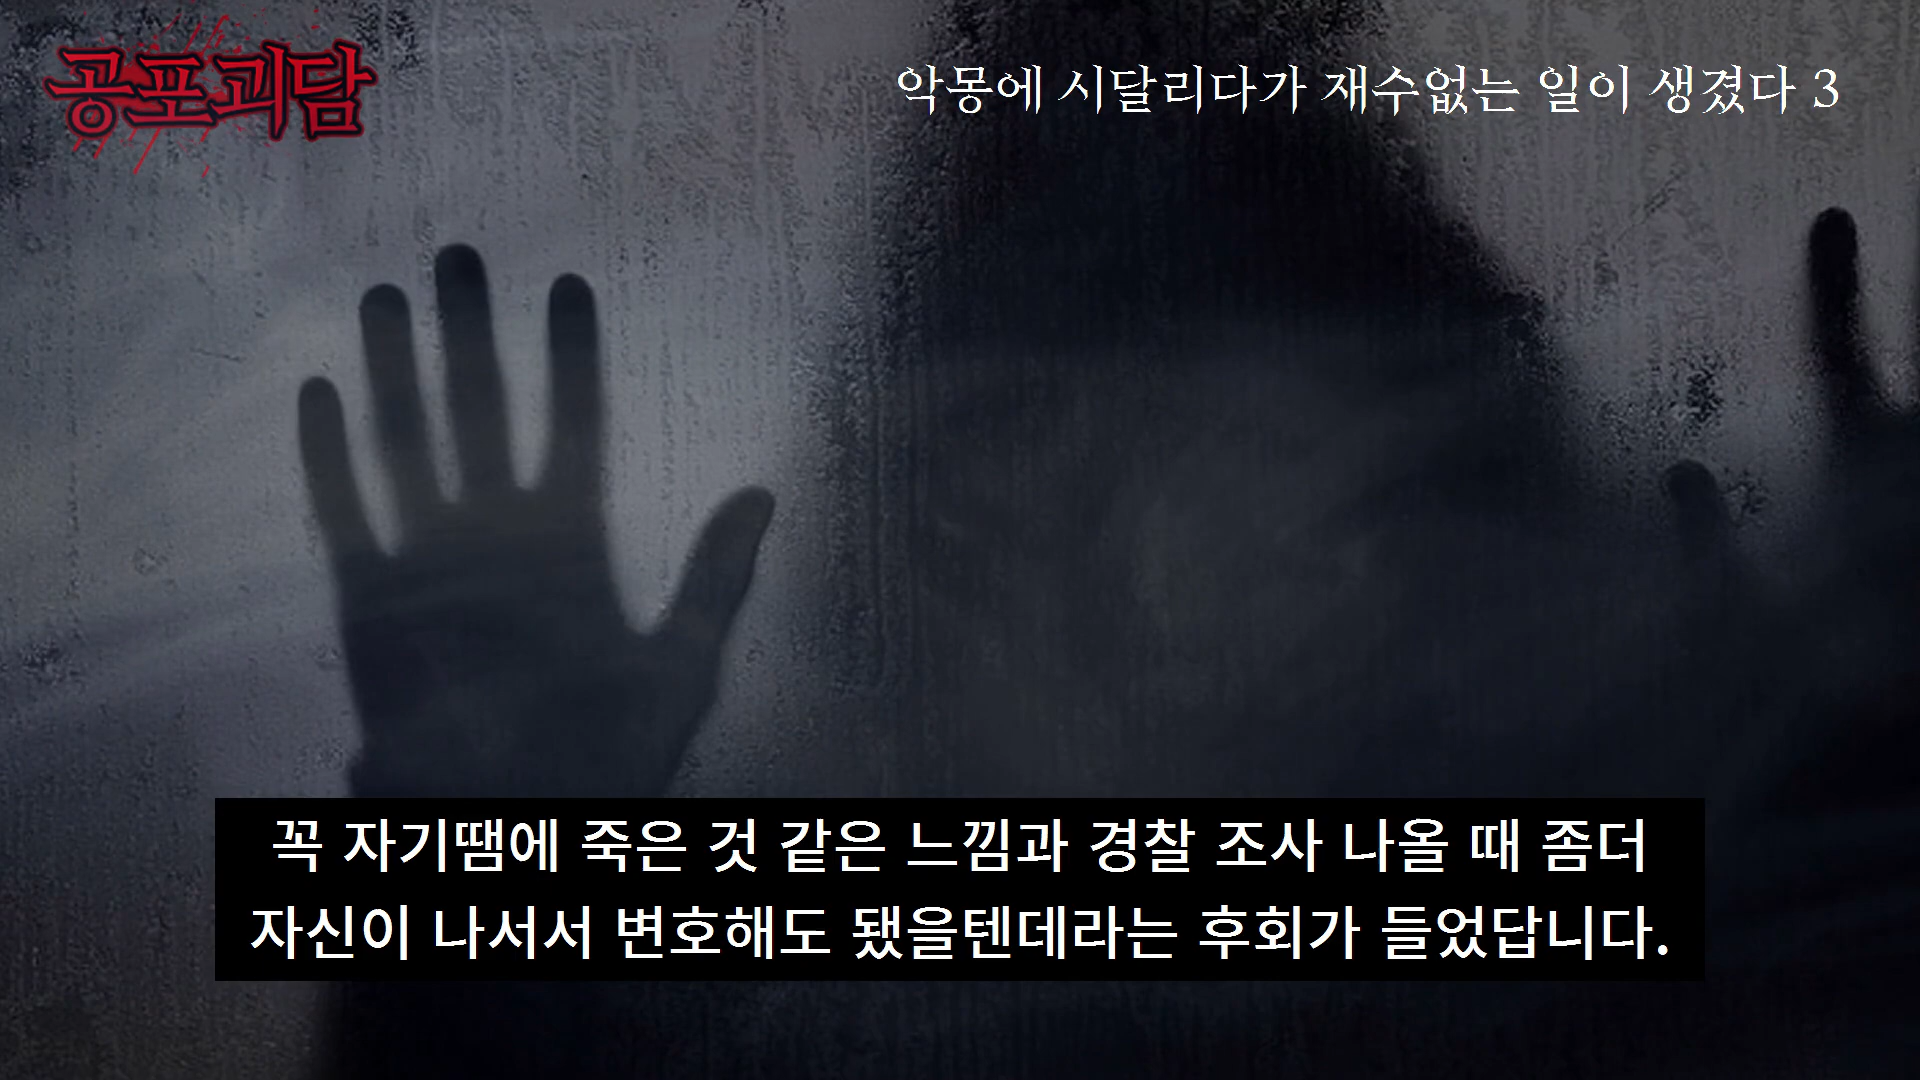 공포괴담
악몽에 시달리다가 재수없는 일이 생겼다 3
꼭 자기땜에 죽은 것 같은 느낌과 경찰 조사 나올 때 좀더
자신이 나서서 변호해도 됐을텐데라는 후회가 들었답니다.